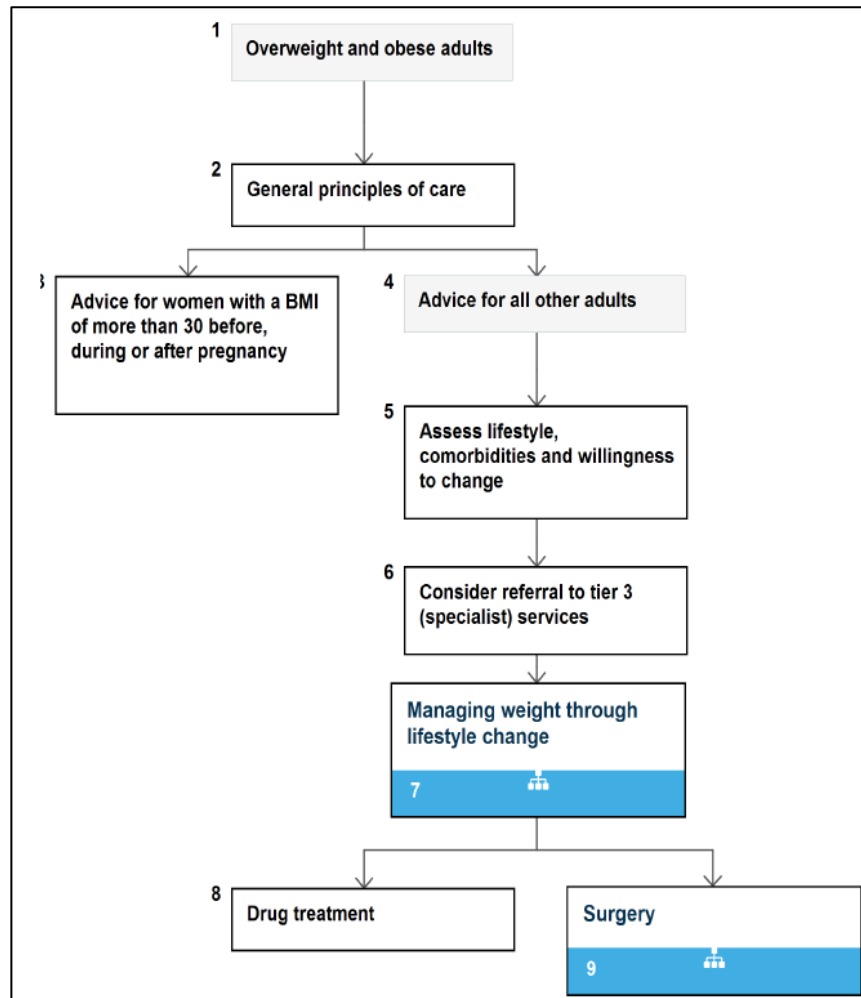 1
Overweight and obese adults
2
General principles of care
3
Advice for women with a BMI
of more than 30 before,
during or after pregnancy
4
Advice for all other adults
5
Assess lifestyle,
comorbidities and willingness
to change
6
Consider referral to tier 3
(specialist) services
Managing weight through
lifestyle change
7
8
Drug treatment
Surgery
9